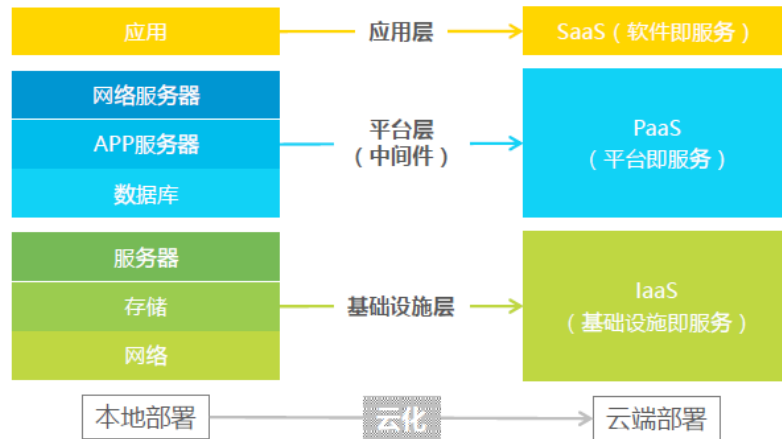 应用
应用层
SaaS（软件即服务）
网络服务器
APP服务器
数据库
平台层
（中间件）
PaaS
（平台即服务）
服务器
存储
网络
基础设施层
IaaS
（基础设施即服务）
本地部署
云化
云端部署